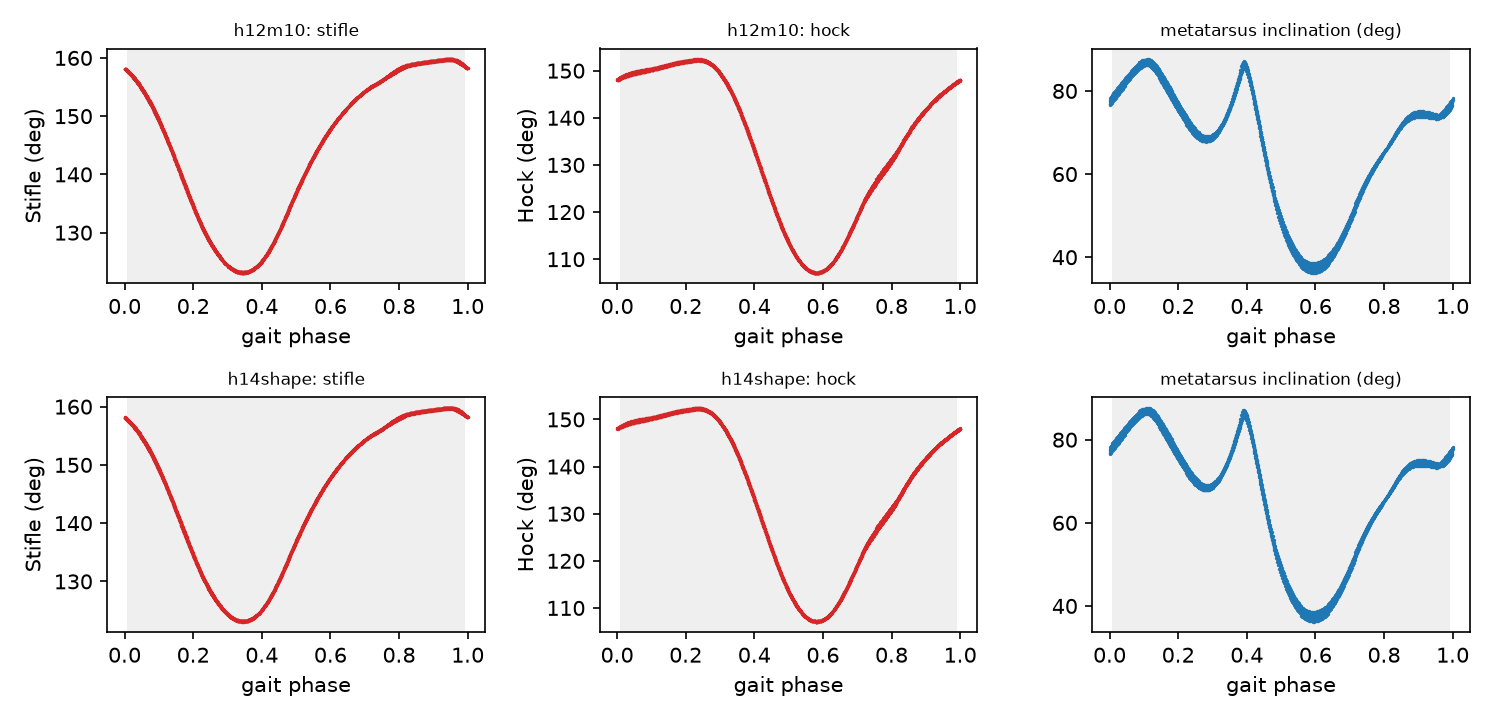 h12m10: stifle
h12m10: hock
metatarsus inclination (deg)
Stifle (deg)
160
150
140
130
0.0 0.2 0.4 0.6 0.8 1.0
gait phase
Hock (deg)
150
140
130
120
110
0.0 0.2 0.4 0.6 0.8 1.0
gait phase
80
60
40
0.0 0.2 0.4 0.6 0.8 1.0
gait phase
h14shape: stifle
h14shape: hock
metatarsus inclination (deg)
Stifle (deg)
160
150
140
130
0.0 0.2 0.4 0.6 0.8 1.0
gait phase
Hock (deg)
150
140
130
120
110
0.0 0.2 0.4 0.6 0.8 1.0
gait phase
80
60
40
0.0 0.2 0.4 0.6 0.8 1.0
gait phase